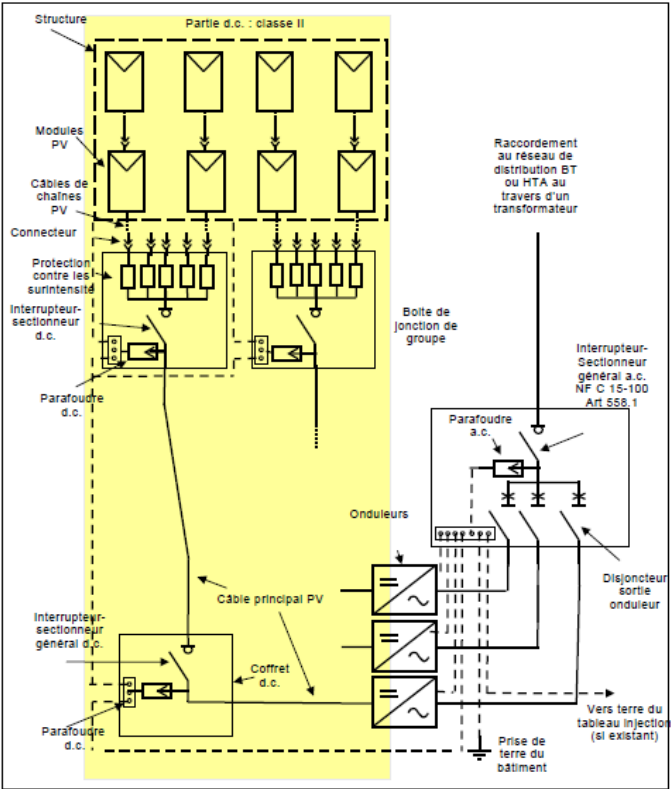 Structure
Partie d.c. : classe II
Modules
PV
Câbles de
chaînes
PV
Connecteur
Protection
contre les
surintensité
Interrupteur-
sectionneur
d.c.
Parafoudre
d.c.
Boite de
jonction de
groupe
Raccordement
au réseau de
distribution BT
ou HTA au
travers d'un
transformateur
Interrupteur-
Sectionneur
général a.c.
NF C 15-100
Art 558.1
Parafoudre
a.c.
Onduleurs
Disjoncteur
sortie
onduleur
Câble principal PV
Interrupteur-
sectionneur
général d.c.
Coffret
d.c.
Parafoudre
d.c.
Prise de
terre du
bâtiment
Vers terre du
tableau injection
(si existant)